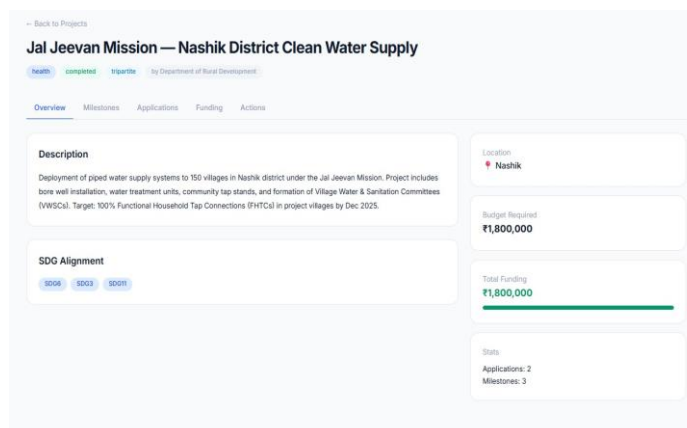 ← Back to Projects
Jal Jeevan Mission — Nashik District Clean Water Supply
health completed tripartite by Department of Rural Development
Overview Milestones Applications Funding Actions
Description
Deployment of piped water supply systems to 150 villages in Nashik district under the Jal Jeevan Mission. Project includes
bore well installation, water treatment units, community tap stands, and formation of Village Water & Sanitation Committees
(VWSCs). Target: 100% Functional Household Tap Connections (FHTCs) in project villages by Dec 2025.
SDG Alignment
SDG6 SDG3 SDG11
Location
Nashik
Budget Required
₹1,800,000
Total Funding
₹1,800,000
Stats
Applications: 2
Milestones: 3